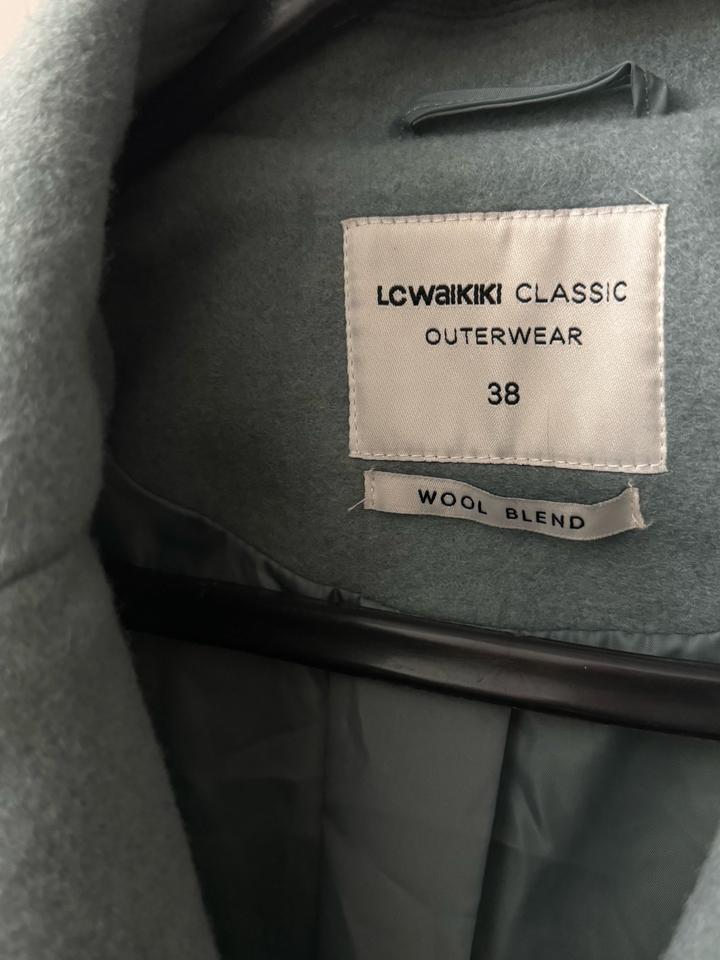 LCWAIKIKI CLASSIC
OUTERWEAR
38
WOOL BLEND